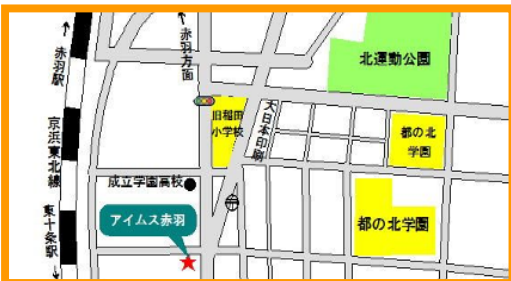 赤羽駅
京浜東北線
東十条駅
赤羽方面
旧稲田
小学校
大日本印刷
成立学園高校
アイムス赤羽
北運動公園
都の北
学園
都の北学園